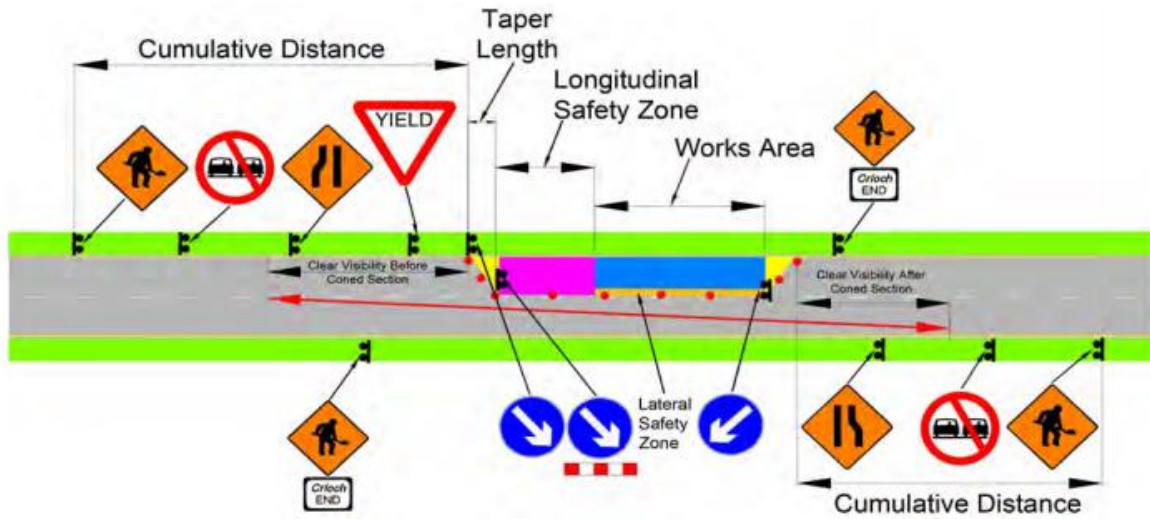 Taper
Length
Cumulative Distance
Longitudinal
Safety Zone
YIELD
Works Area
Críoch
END
Clear Visibility Before
Coned Section
Clear Visibility After
Coned Section
Lateral
Safety
Zone
Críoch
END
Cumulative Distance